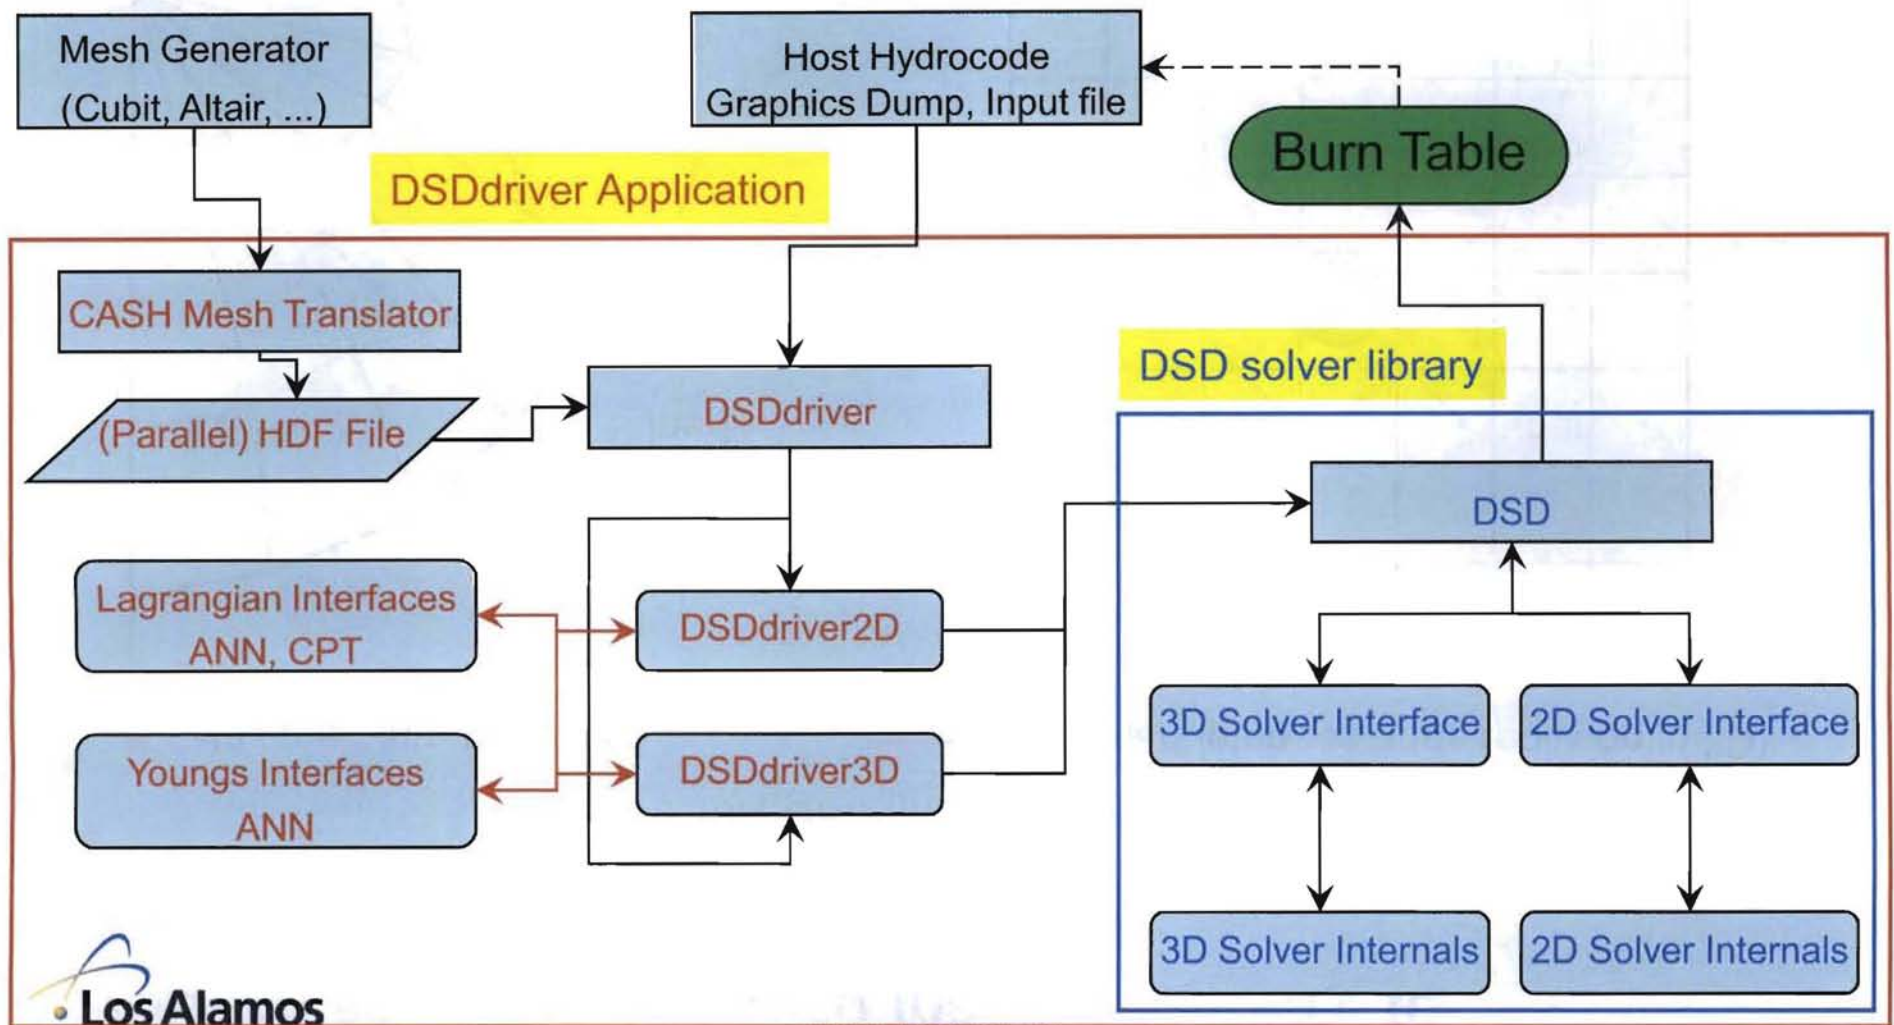 Mesh Generator
(Cubit, Altair, ...)
Host Hydrocode
Graphics Dump, Input file
Burn Table
DSDdriver Application
CASH Mesh Translator
(Parallel) HDF File
DSDdriver
DSD solver library
DSD
Lagrangian Interfaces
ANN, CPT
DSDdriver2D
3D Solver Interface
2D Solver Interface
Youngs Interfaces
ANN
DSDdriver3D
3D Solver Internals
2D Solver Internals
Los Alamos